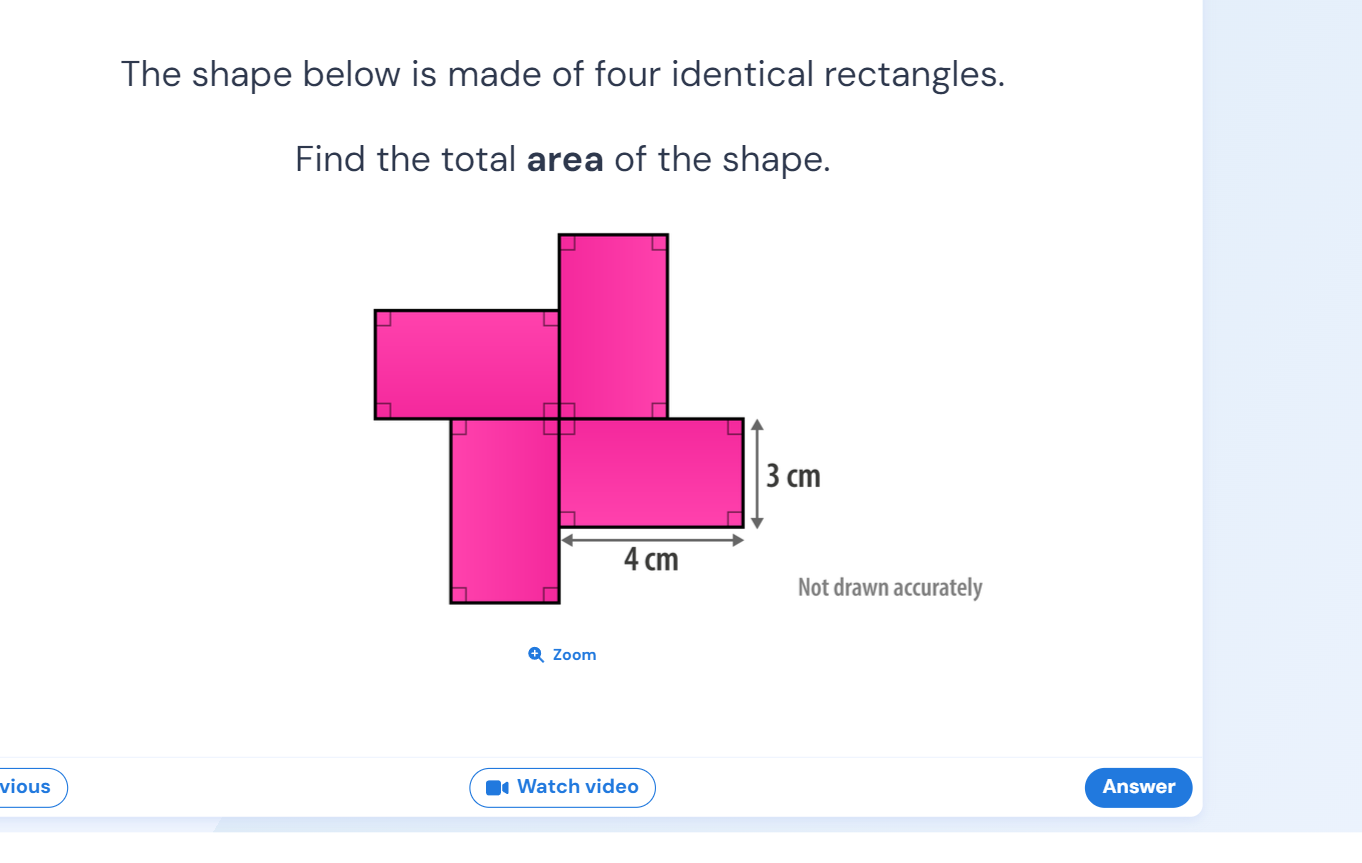 The shape below is made of four identical rectangles.
Find the total area of the shape.
3 cm
4 cm
Not drawn accurately
Zoom
vious
Watch video
Answer